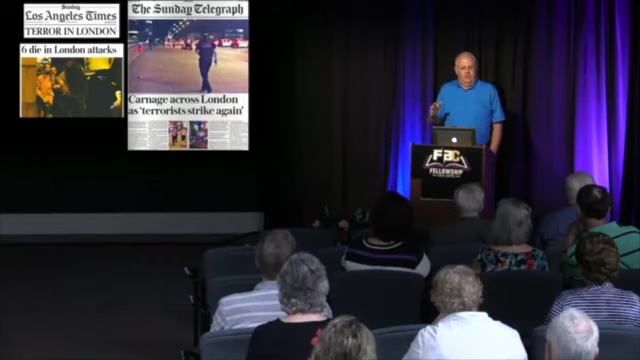 Sunday
Los Angeles Times
TERROR IN LONDON
6 die in London attacks
The Sunday Telegraph
Carnage across London
as ‘terrorists strike again’
FBC
FELLOWSHIP